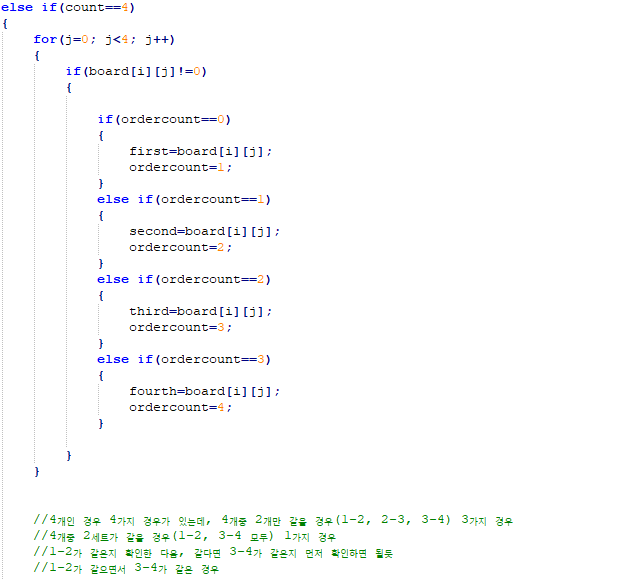 else if(count==4)
{
for(j=0; j<4; j++)
{
if(board[i][j]!=0)
{
if(ordercount==0)
{
first=board[i][j];
ordercount=1;
}
else if(ordercount==1)
{
second=board[i][j];
ordercount=2;
}
else if(ordercount==2)
{
third=board[i][j];
ordercount=3;
}
else if(ordercount==3)
{
fourth=board[i][j];
ordercount=4;
}
}
}
//4개인 경우 4가지 경우가 있는데, 4개중 2개만 같을 경우(1-2, 2-3, 3-4) 3가지 경우
//4개중 2세트가 같을 경우(1-2, 3-4 모두) 1가지 경우
//1-2가 같은지 확인한 다음, 같다면 3-4가 같은지 먼저 확인하면 될듯
//1-2가 같으면서 3-4가 같은 경우